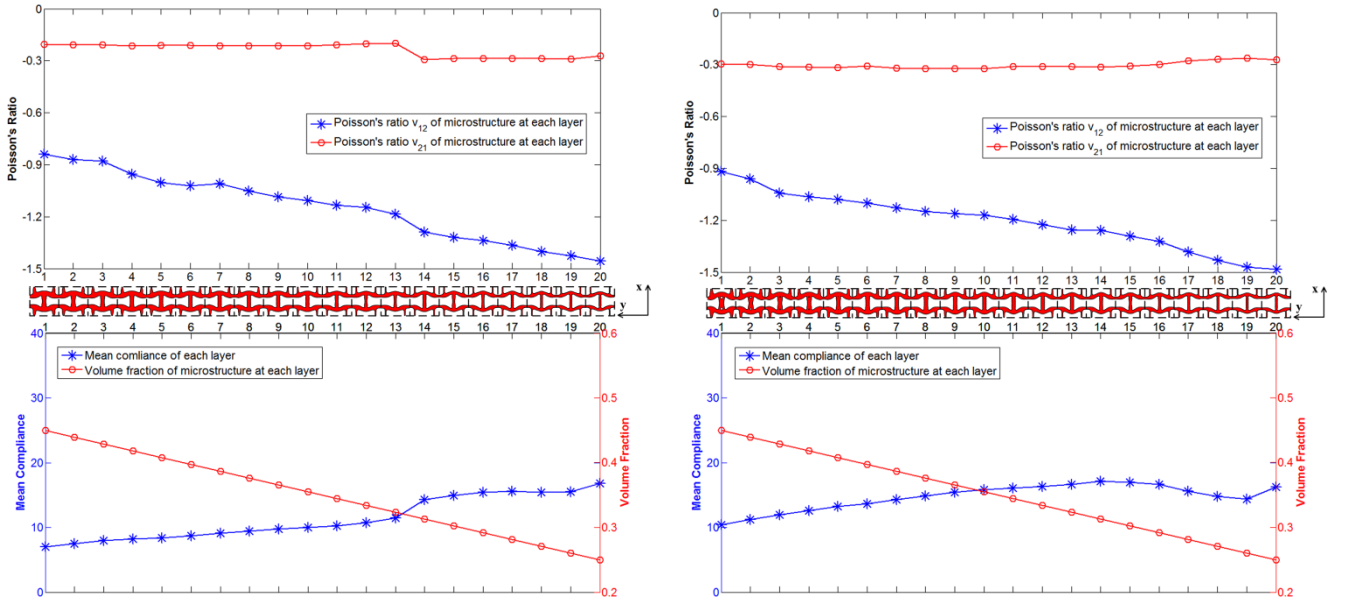 0
-0.3
-0.6
-0.9
-1.2
-1.5
Poisson's Ratio
Poisson's ratio v12 of microstructure at each layer
Poisson's ratio v21 of microstructure at each layer
1 2 3 4 5 6 7 8 9 10 11 12 13 14 15 16 17 18 19 20
x
y
1 2 3 4 5 6 7 8 9 10 11 12 13 14 15 16 17 18 19 20
40
30
20
10
0
Mean Compliance
Mean comliance of each layer
Volume fraction of microstructure at each layer
0.6
0.5
0.4
0.3
0.2
Volume Fraction
0
-0.3
-0.6
-0.9
-1.2
-1.5
Poisson's Ratio
Poisson's ratio v12 of microstructure at each layer
Poisson's ratio v21 of microstructure at each layer
1 2 3 4 5 6 7 8 9 10 11 12 13 14 15 16 17 18 19 20
x
y
1 2 3 4 5 6 7 8 9 10 11 12 13 14 15 16 17 18 19 20
40
30
20
10
0
Mean Compliance
Mean compliance of each layer
Volume fraction of microstructure at each layer
0.6
0.5
0.4
0.3
0.2
Volume Fraction